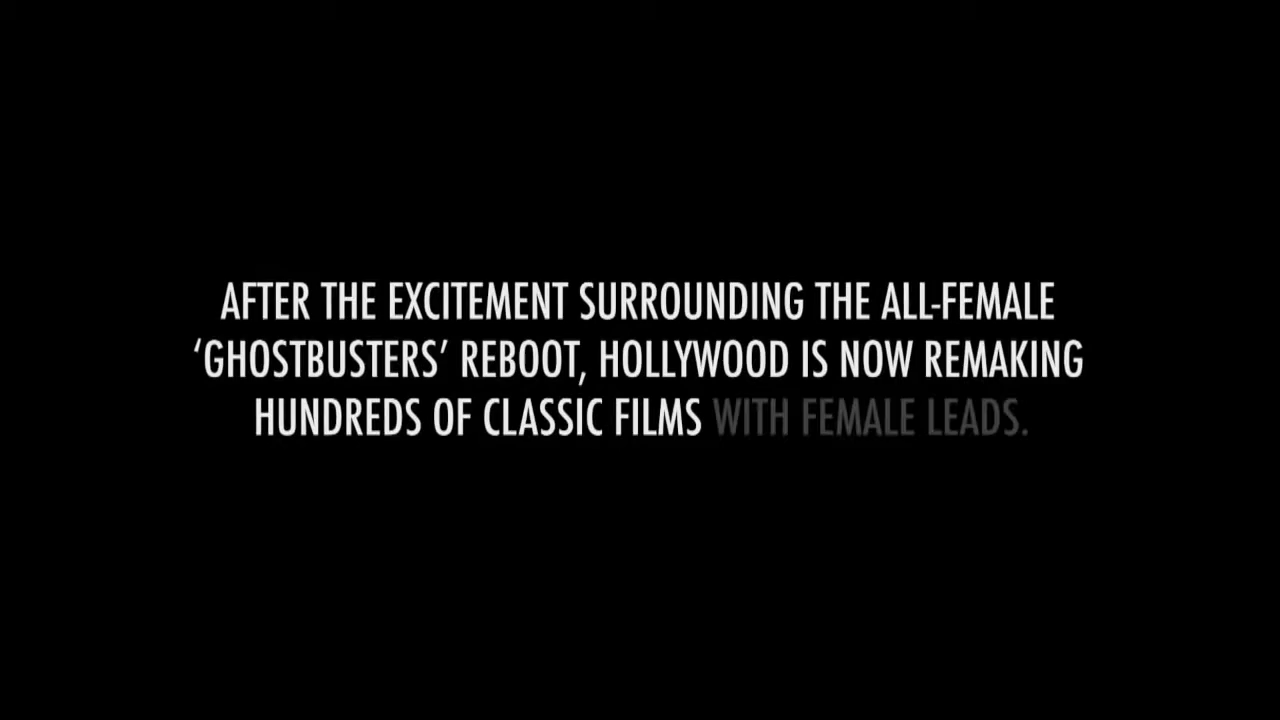 AFTER THE EXCITEMENT SURROUNDING THE ALL-FEMALE
‘GHOSTBUSTERS’ REBOOT, HOLLYWOOD IS NOW REMAKING
HUNDREDS OF CLASSIC FILMS WITH FEMALE LEADS.